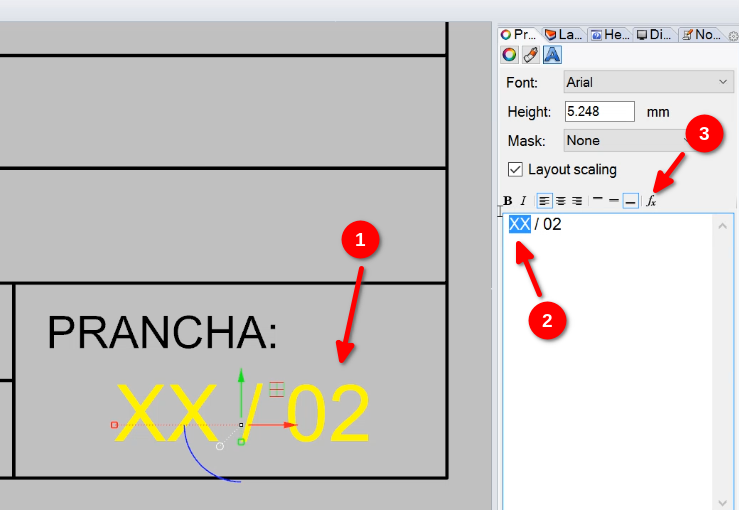 Pr... La... He... Di... No...
Font: Arial
Height: 5.248 mm
Mask: None
3
Layout scaling
B I fx
XX / 02
1
2
PRANCHA:
XX / 02